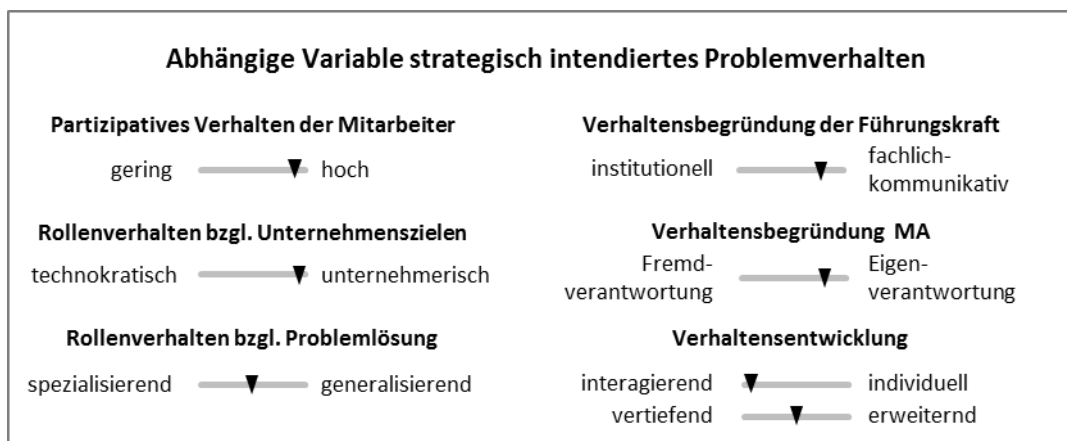 Abhängige Variable strategisch intendiertes Problemverhalten
Partizipatives Verhalten der Mitarbeiter
gering hoch
Rollenverhalten bzgl. Unternehmenszielen
technokratisch unternehmerisch
Rollenverhalten bzgl. Problemlösung
spezialisierend generalisierend
Verhaltensbegründung der Führungskraft
institutionell fachlich-
kommunikativ
Verhaltensbegründung MA
Fremd- Eigen-
verantwortung verantwortung
Verhaltensentwicklung
interagierend individuell
vertiefend erweiternd